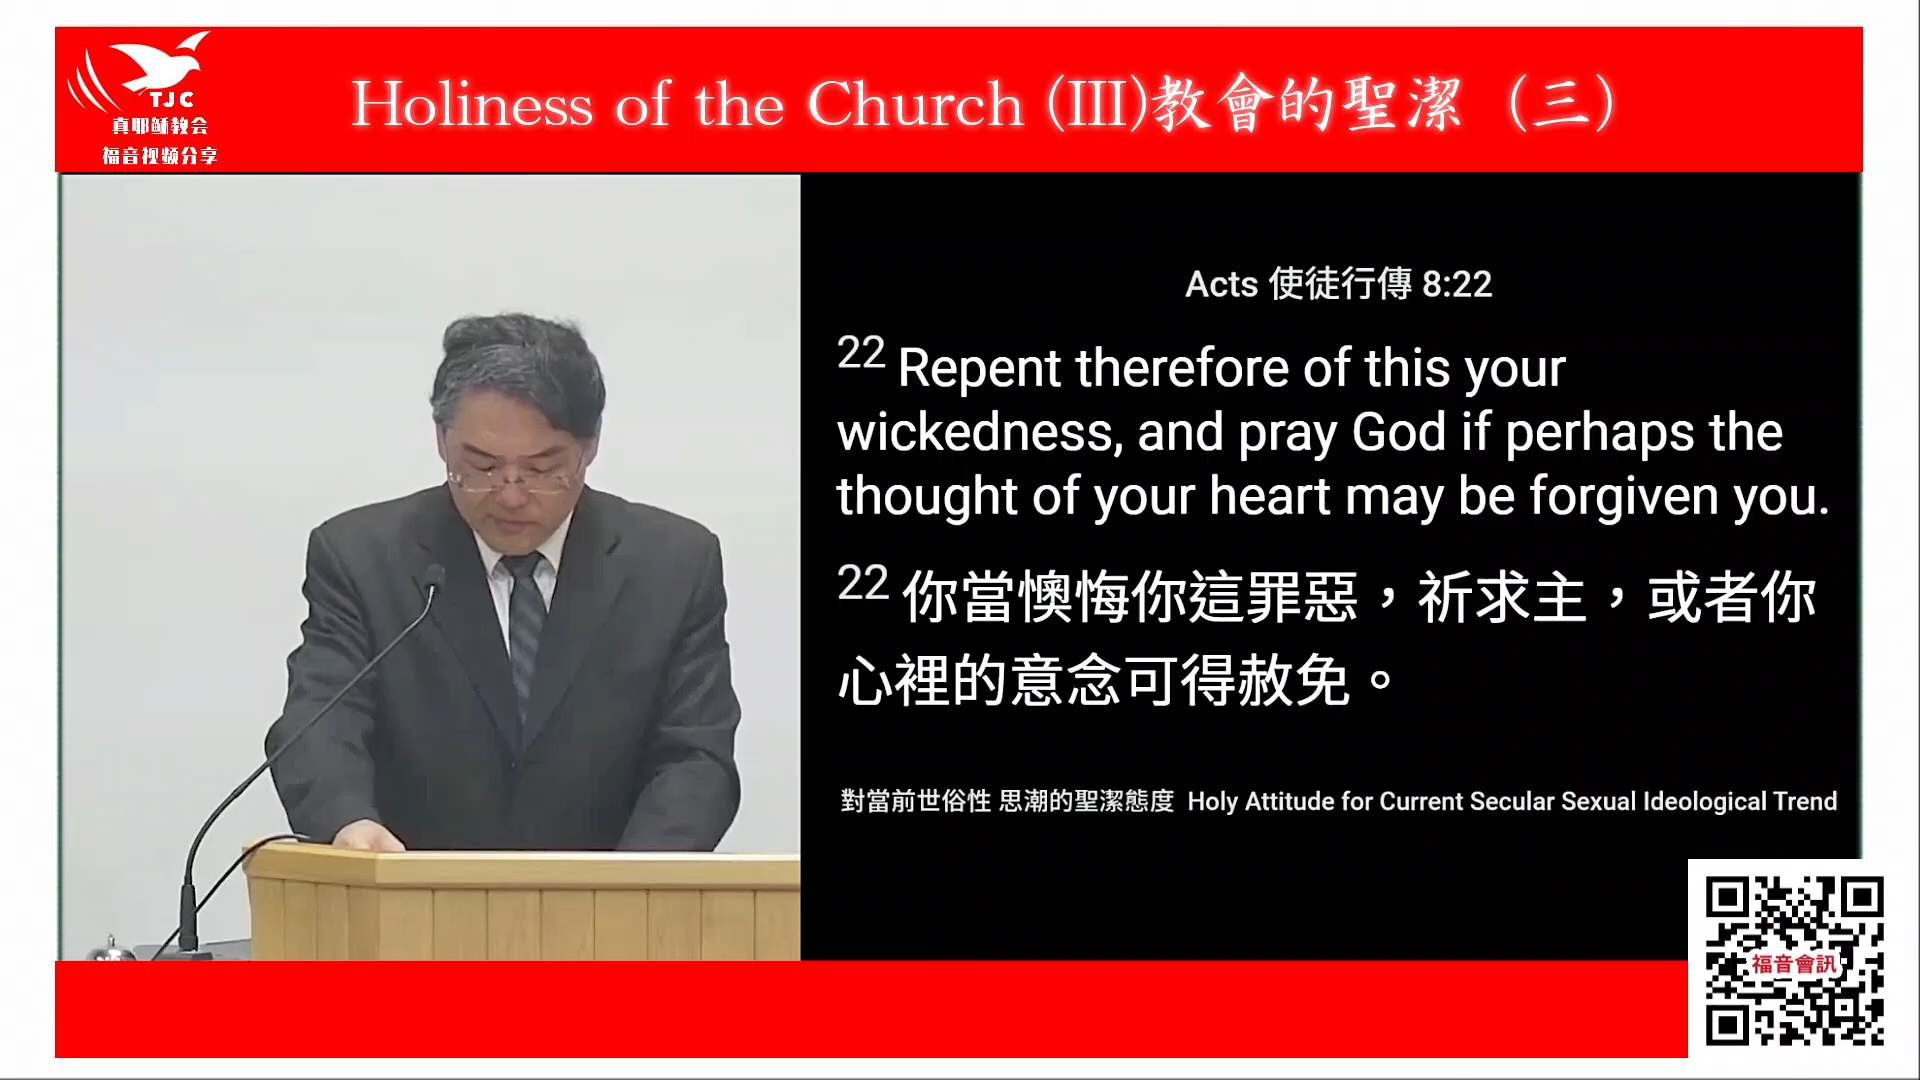 TJC
真耶稣教会
福音视频分享
Holiness of the Church (III)教會的聖潔（三）
Acts 使徒行傳 8:22
22 Repent therefore of this your
wickedness, and pray God if perhaps the
thought of your heart may be forgiven you.
22 你當懊悔你這罪惡，祈求主，或者你
心裡的意念可得赦免。
對當前世俗性 思潮的聖潔態度 Holy Attitude for Current Secular Sexual Ideological Trend
福音會訊